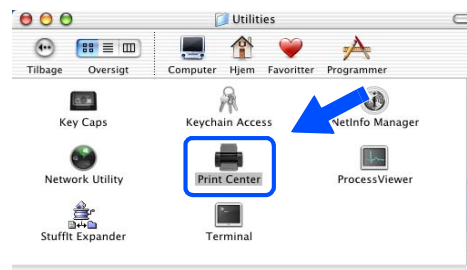 Utilities
Tilbage Oversigt Computer Hjem Favoritter Programmer
Key Caps Keychain Access NetInfo Manager
Network Utility Print Center ProcessViewer
StuffIt Expander Terminal